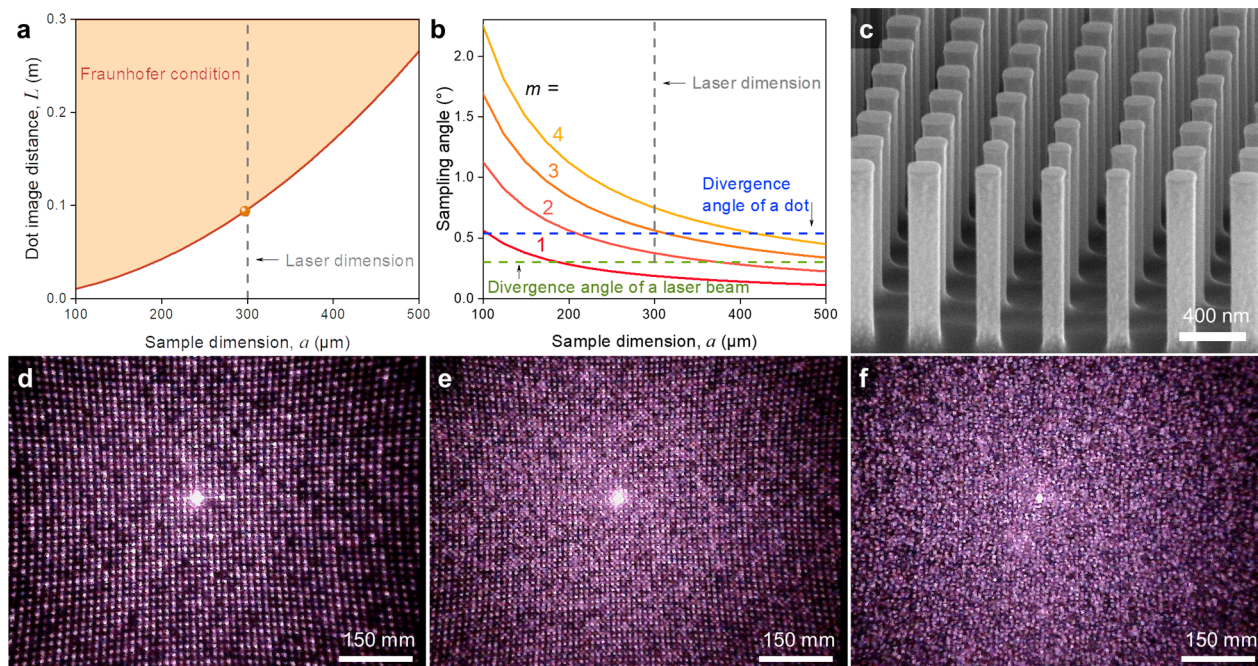 a
0.3
0.2
0.1
0.0
Dot image distance, L (m)
Fraunhofer condition
Laser dimension
100
200
300
400
500
Sample dimension, a (μm)
b
2.0
1.5
1.0
0.5
0.0
Sampling angle (°)
m =
Laser dimension
4
3
2
1
Divergence
angle of a dot
Divergence angle of a laser beam
100
200
300
400
500
Sample dimension, a (μm)
c
400 nm
d
150 mm
e
150 mm
f
150 mm